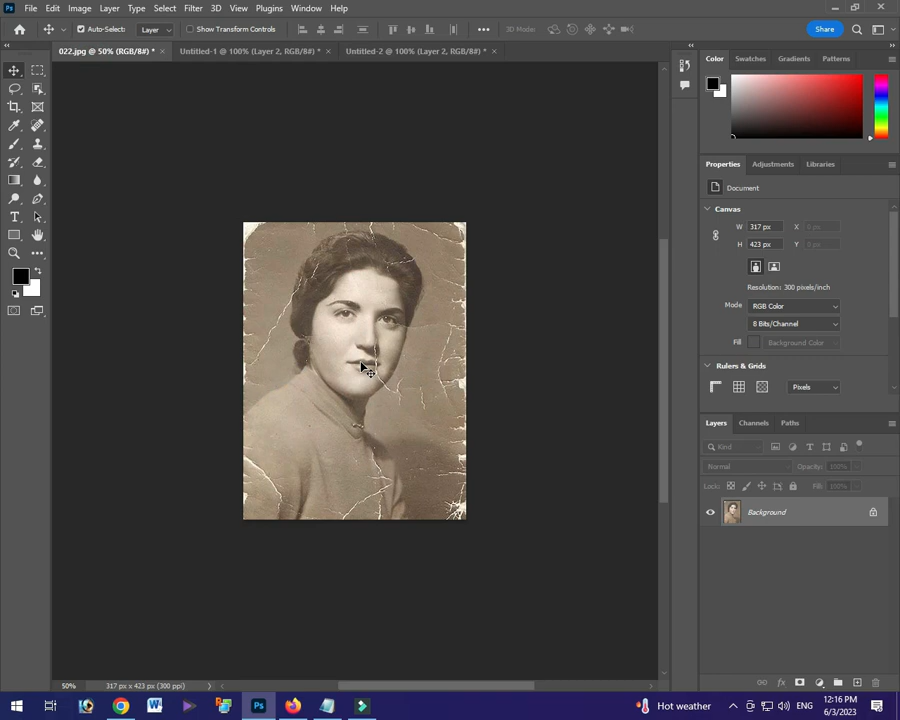 Ps File Edit Image Layer Type Select Filter 3D View Plugins Window Help
Auto-Select: Layer Show Transform Controls 3D Mode: Share
022.jpg @ 50% (RGB/8#) * × Untitled-1 @ 100% (Layer 2, RGB/8#) * × Untitled-2 @ 100% (Layer 2, RGB/8#) * ×
Color Swatches Gradients Patterns
Properties Adjustments Libraries
Document
Canvas
W 317 px X 0 px
H 423 px Y 0 px
Resolution: 300 pixels/inch
Mode RGB Color
8 Bits/Channel
Fill Background Color
Rulers & Grids
Pixels
Layers Channels Paths
Kind
Normal Opacity: 100%
Lock: Fill: 100%
Background
50% 317 px x 423 px (300 ppi)
Hot weather ENG 12:16 PM
6/3/2023